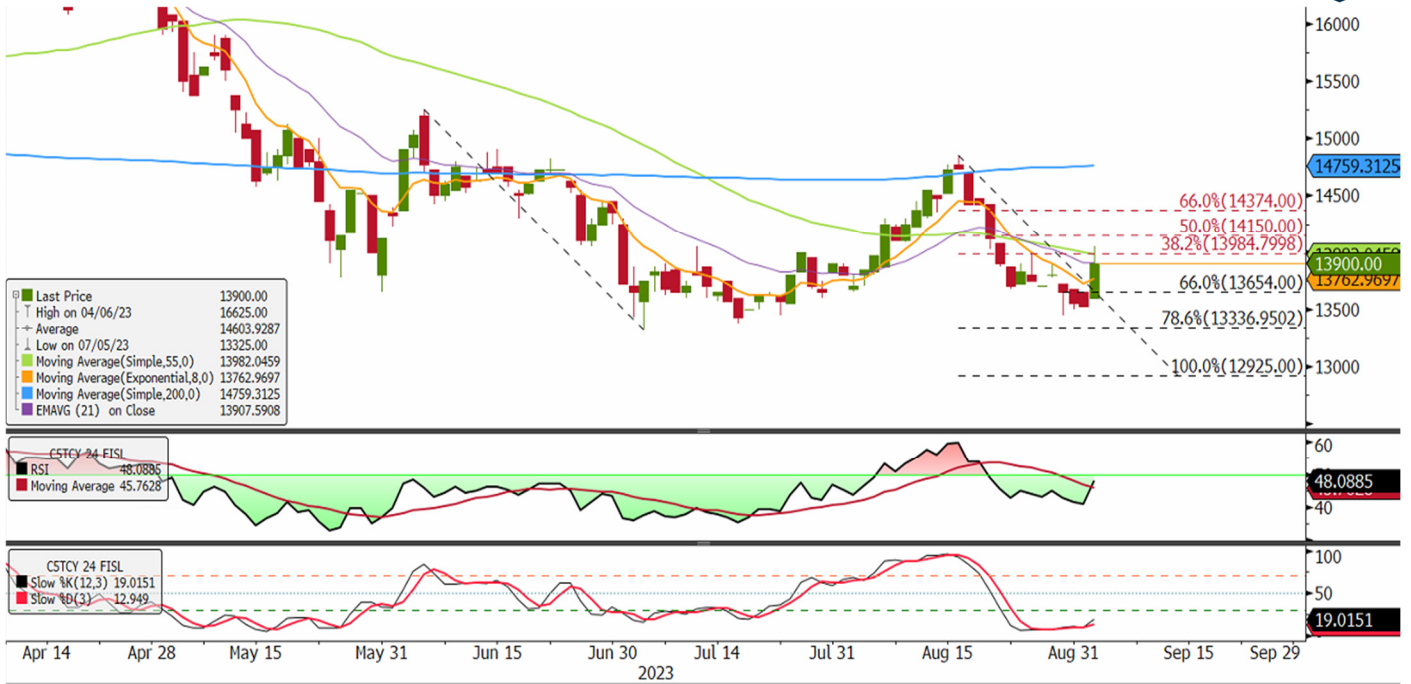 16000
15500
15000
14759.3125
14500
66.0%(14374.00)
50.0%(14150.00)
38.2%(13984.7998)
13900.00
13762.9697
66.0%(13654.00)
13500
78.6%(13336.9502)
100.0%(12925.00)
13000
Last Price 13900.00
High on 04/06/23 16625.00
Average 14603.9287
Low on 07/05/23 13325.00
Moving Average(Simple,55,0) 13982.0459
Moving Average(Exponential,8,0) 13762.9697
Moving Average(Simple,200,0) 14759.3125
EMAVG (21) on Close 13907.5908
C5TCY 24 FISL
RSI 48.0885
Moving Average 45.7628
60
48.0885
40
C5TCY 24 FISL
Slow %K(12,3) 19.0151
Slow %D(3) 12.949
100
50
19.0151
Apr 14 Apr 28 May 15 May 31 Jun 15 Jun 30 Jul 14 Jul 31 Aug 15 Aug 31 Sep 15 Sep 29
2023